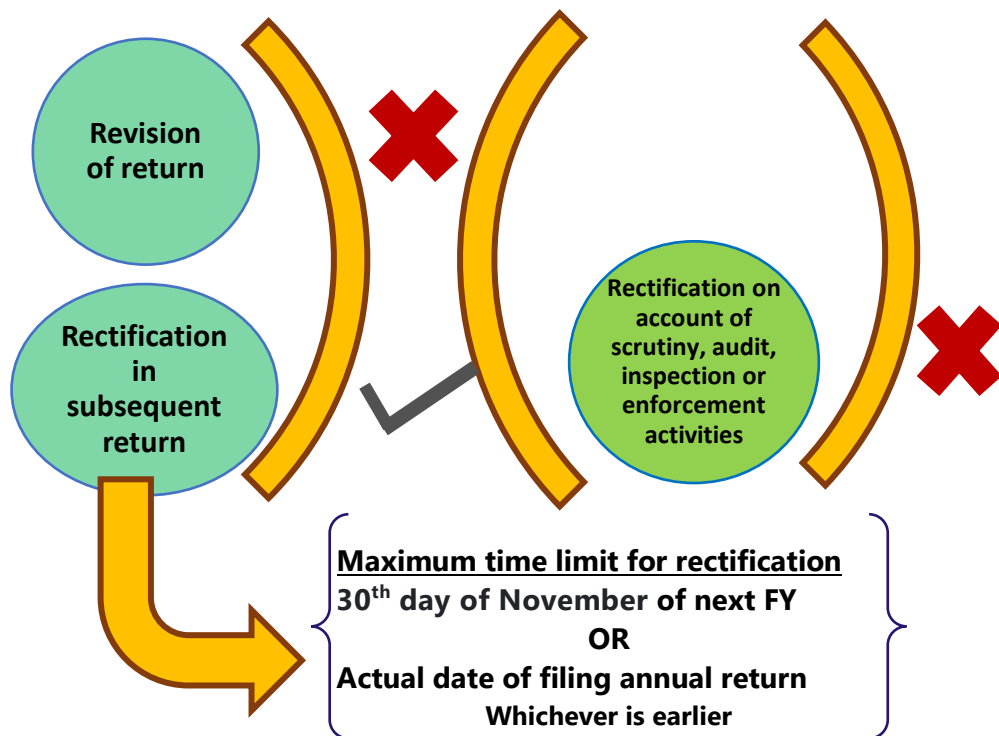 Revision
of return
Rectification
in
subsequent
return
Rectification on
account of
scrutiny, audit,
inspection or
enforcement
activities
Maximum time limit for rectification
30th day of November of next FY
OR
Actual date of filing annual return
Whichever is earlier